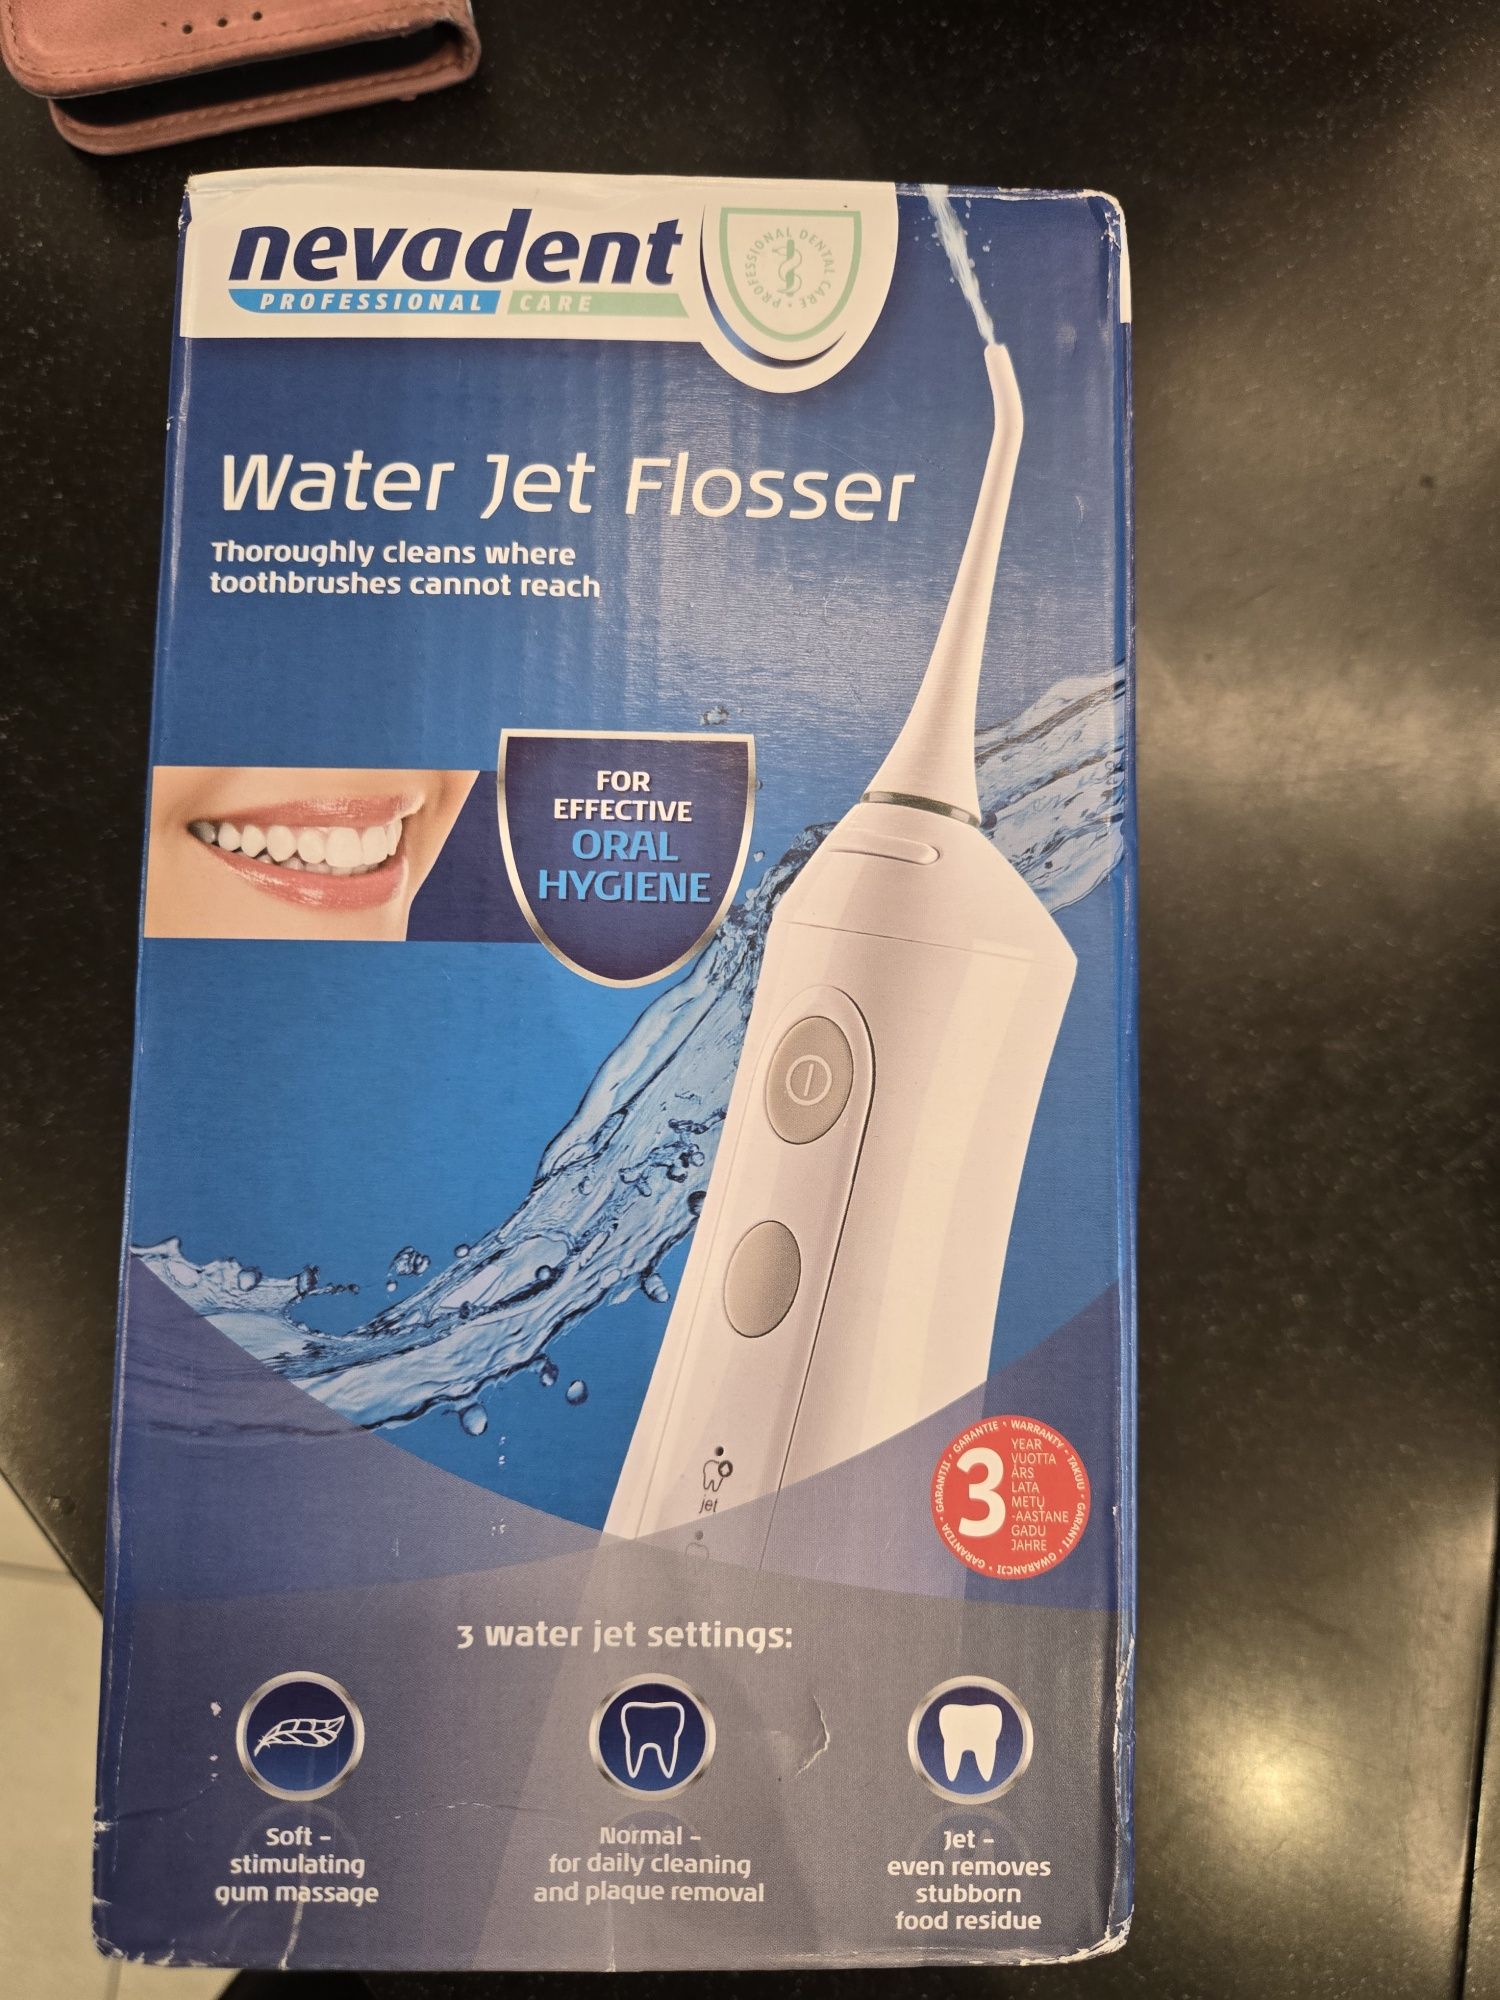 nevadent
PROFESSIONAL CARE
PROFESSIONAL DENTAL CARE • 
Water Jet Flosser
Thoroughly cleans where
toothbrushes cannot reach
FOR
EFFECTIVE
ORAL
HYGIENE
jet
GARANTIE • WARRANTY • TAKUU • GARANTI • GWARANCJI • GARANTIJA • GARANTII
3
YEAR
VUOTTA
ÅRS
LATA
METŲ
-AASTANE
GADU
JAHRE
3 water jet settings:
Soft –
stimulating
gum massage
Normal –
for daily cleaning
and plaque removal
Jet –
even removes
stubborn
food residue